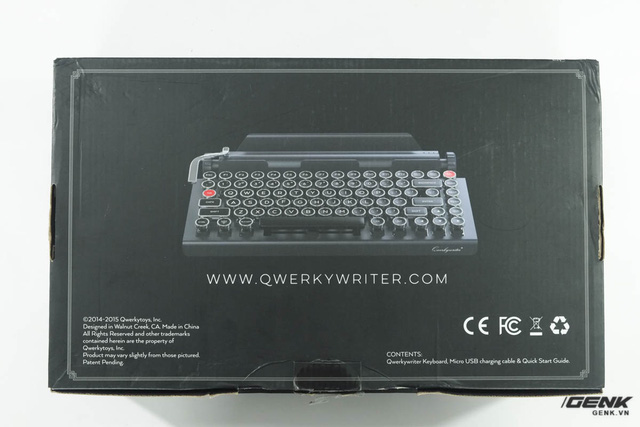 WWW.QWERKYWRITER.COM
©2014-2015 Qwerkytoys, Inc.
Designed in Walnut Creek, CA. Made in China
All Rights Reserved and other trademarks
contained herein are the property of
Qwerkytoys, Inc.
Product may vary slightly from those pictured.
Patent Pending.
CE FC
CONTENTS:
Qwerkywriter Keyboard, Micro USB charging cable & Quick Start Guide.
GENK
GENK.VN